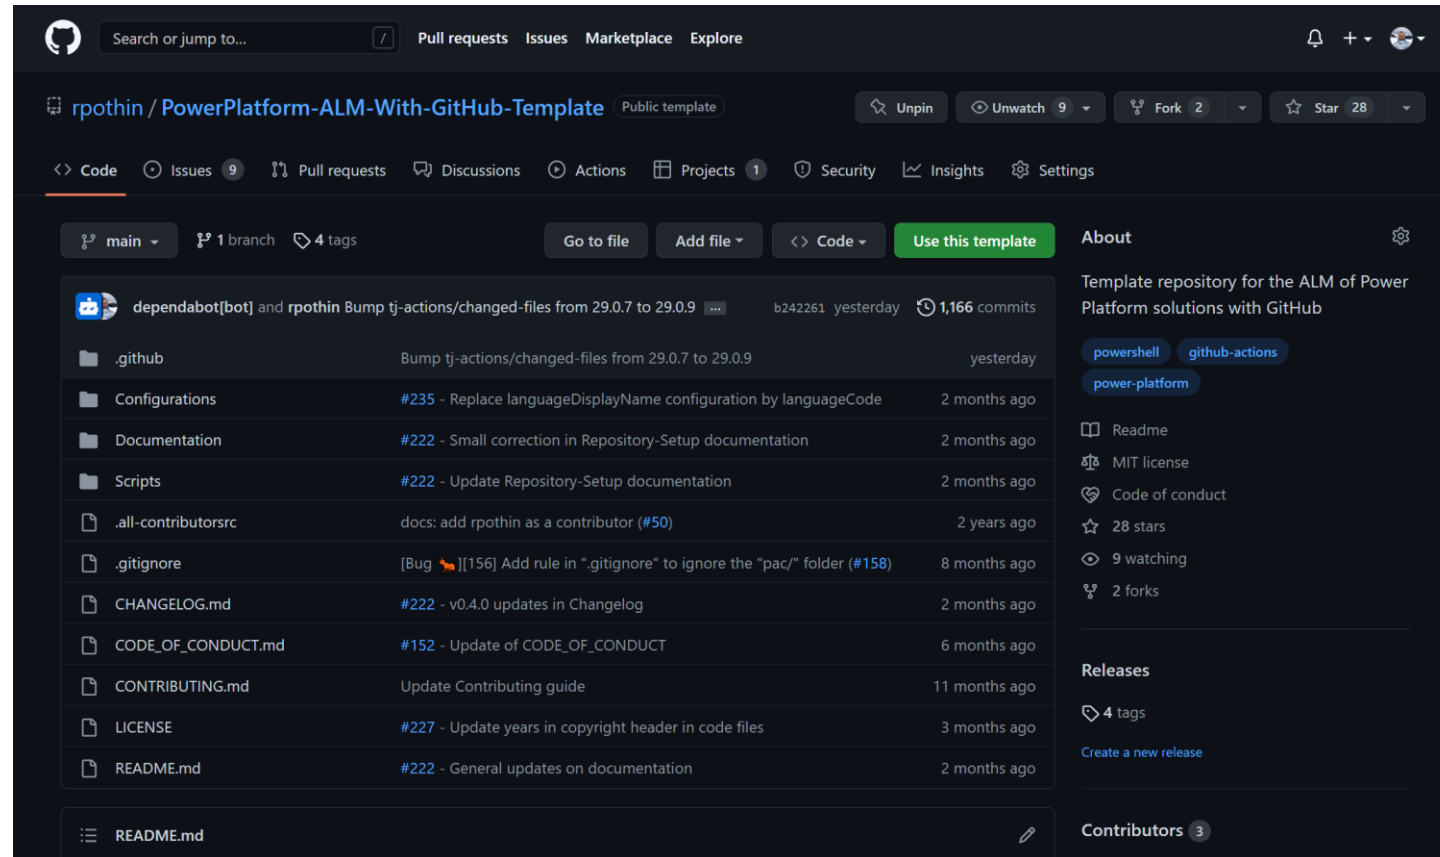 Search or jump to... / Pull requests Issues Marketplace Explore
rpothin / PowerPlatform-ALM-With-GitHub-Template Public template Unpin Unwatch 9 Fork 2 Star 28
Code Issues 9 Pull requests Discussions Actions Projects 1 Security Insights Settings
main 1 branch 4 tags Go to file Add file Code Use this template
dependabot[bot] and rpothin Bump tj-actions/changed-files from 29.0.7 to 29.0.9 ... b242261 yesterday 1,166 commits
.github Bump tj-actions/changed-files from 29.0.7 to 29.0.9 yesterday
Configurations #235 - Replace languageDisplayName configuration by languageCode 2 months ago
Documentation #222 - Small correction in Repository-Setup documentation 2 months ago
Scripts #222 - Update Repository-Setup documentation 2 months ago
.all-contributorsrc docs: add rpothin as a contributor (#50) 2 years ago
.gitignore [Bug 🐜][156] Add rule in ".gitignore" to ignore the "pac/" folder (#158) 8 months ago
CHANGELOG.md #222 - v0.4.0 updates in Changelog 2 months ago
CODE_OF_CONDUCT.md #152 - Update of CODE_OF_CONDUCT 6 months ago
CONTRIBUTING.md Update Contributing guide 11 months ago
LICENSE #227 - Update years in copyright header in code files 3 months ago
README.md #222 - General updates on documentation 2 months ago
README.md
About
Template repository for the ALM of Power
Platform solutions with GitHub
powershell github-actions
power-platform
Readme
MIT license
Code of conduct
28 stars
9 watching
2 forks
Releases
4 tags
Create a new release
Contributors 3